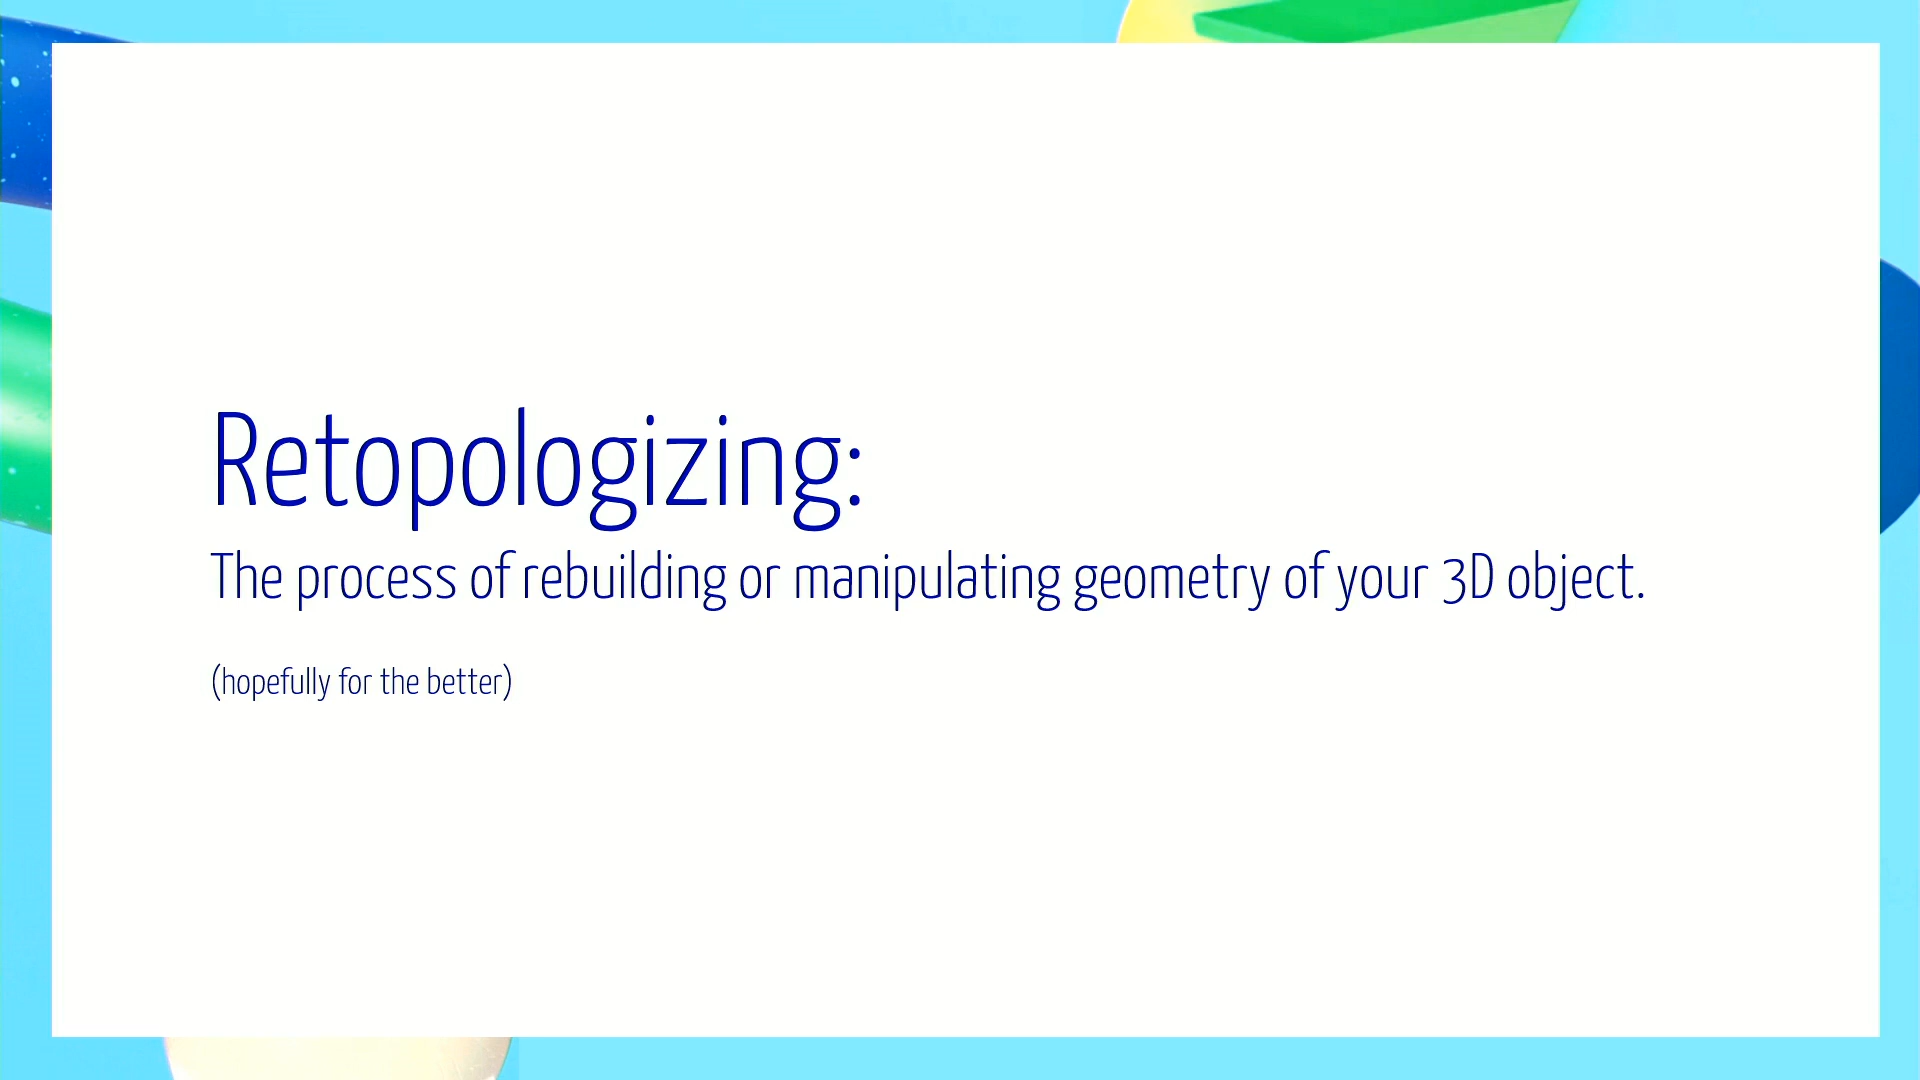 Retopologizing:
The process of rebuilding or manipulating geometry of your 3D object.
(hopefully for the better)